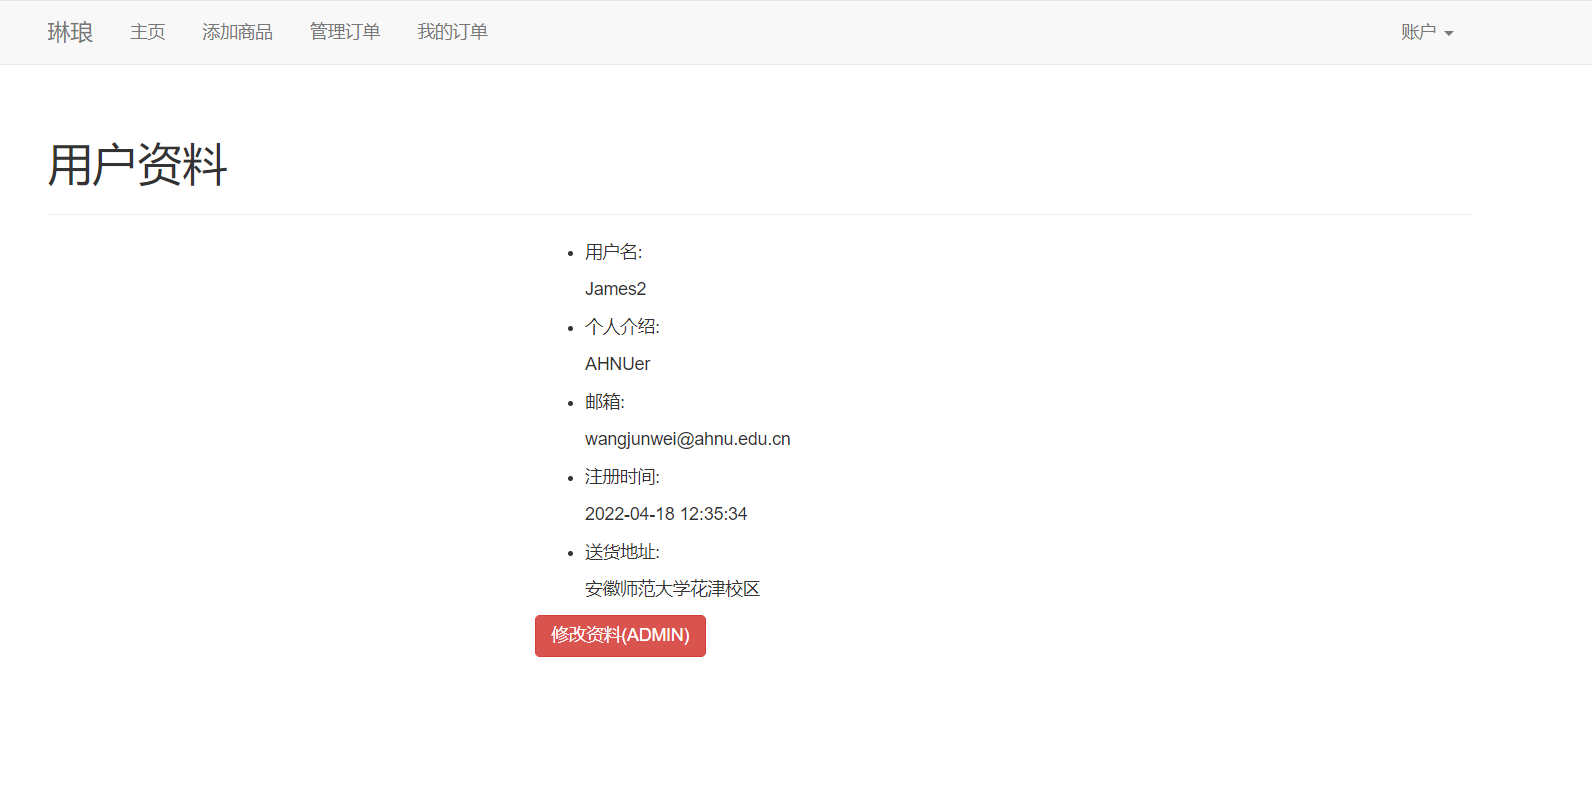 琳琅 主页 添加商品 管理订单 我的订单 账户
用户资料
用户名:
James2
个人介绍:
AHNUer
邮箱:
wangjunwei@ahnu.edu.cn
注册时间:
2022-04-18 12:35:34
送货地址:
安徽师范大学花津校区
修改资料(ADMIN)